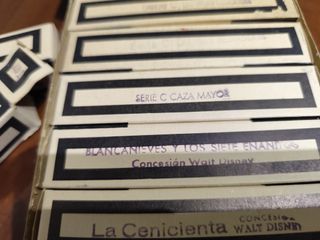 SERIE C CAZA MAYOR
BLANCANIEVES Y LOS SIETE ENANITOS
Concesión Walt Disney
La Cenicienta CONCESION
WALT DISNEY